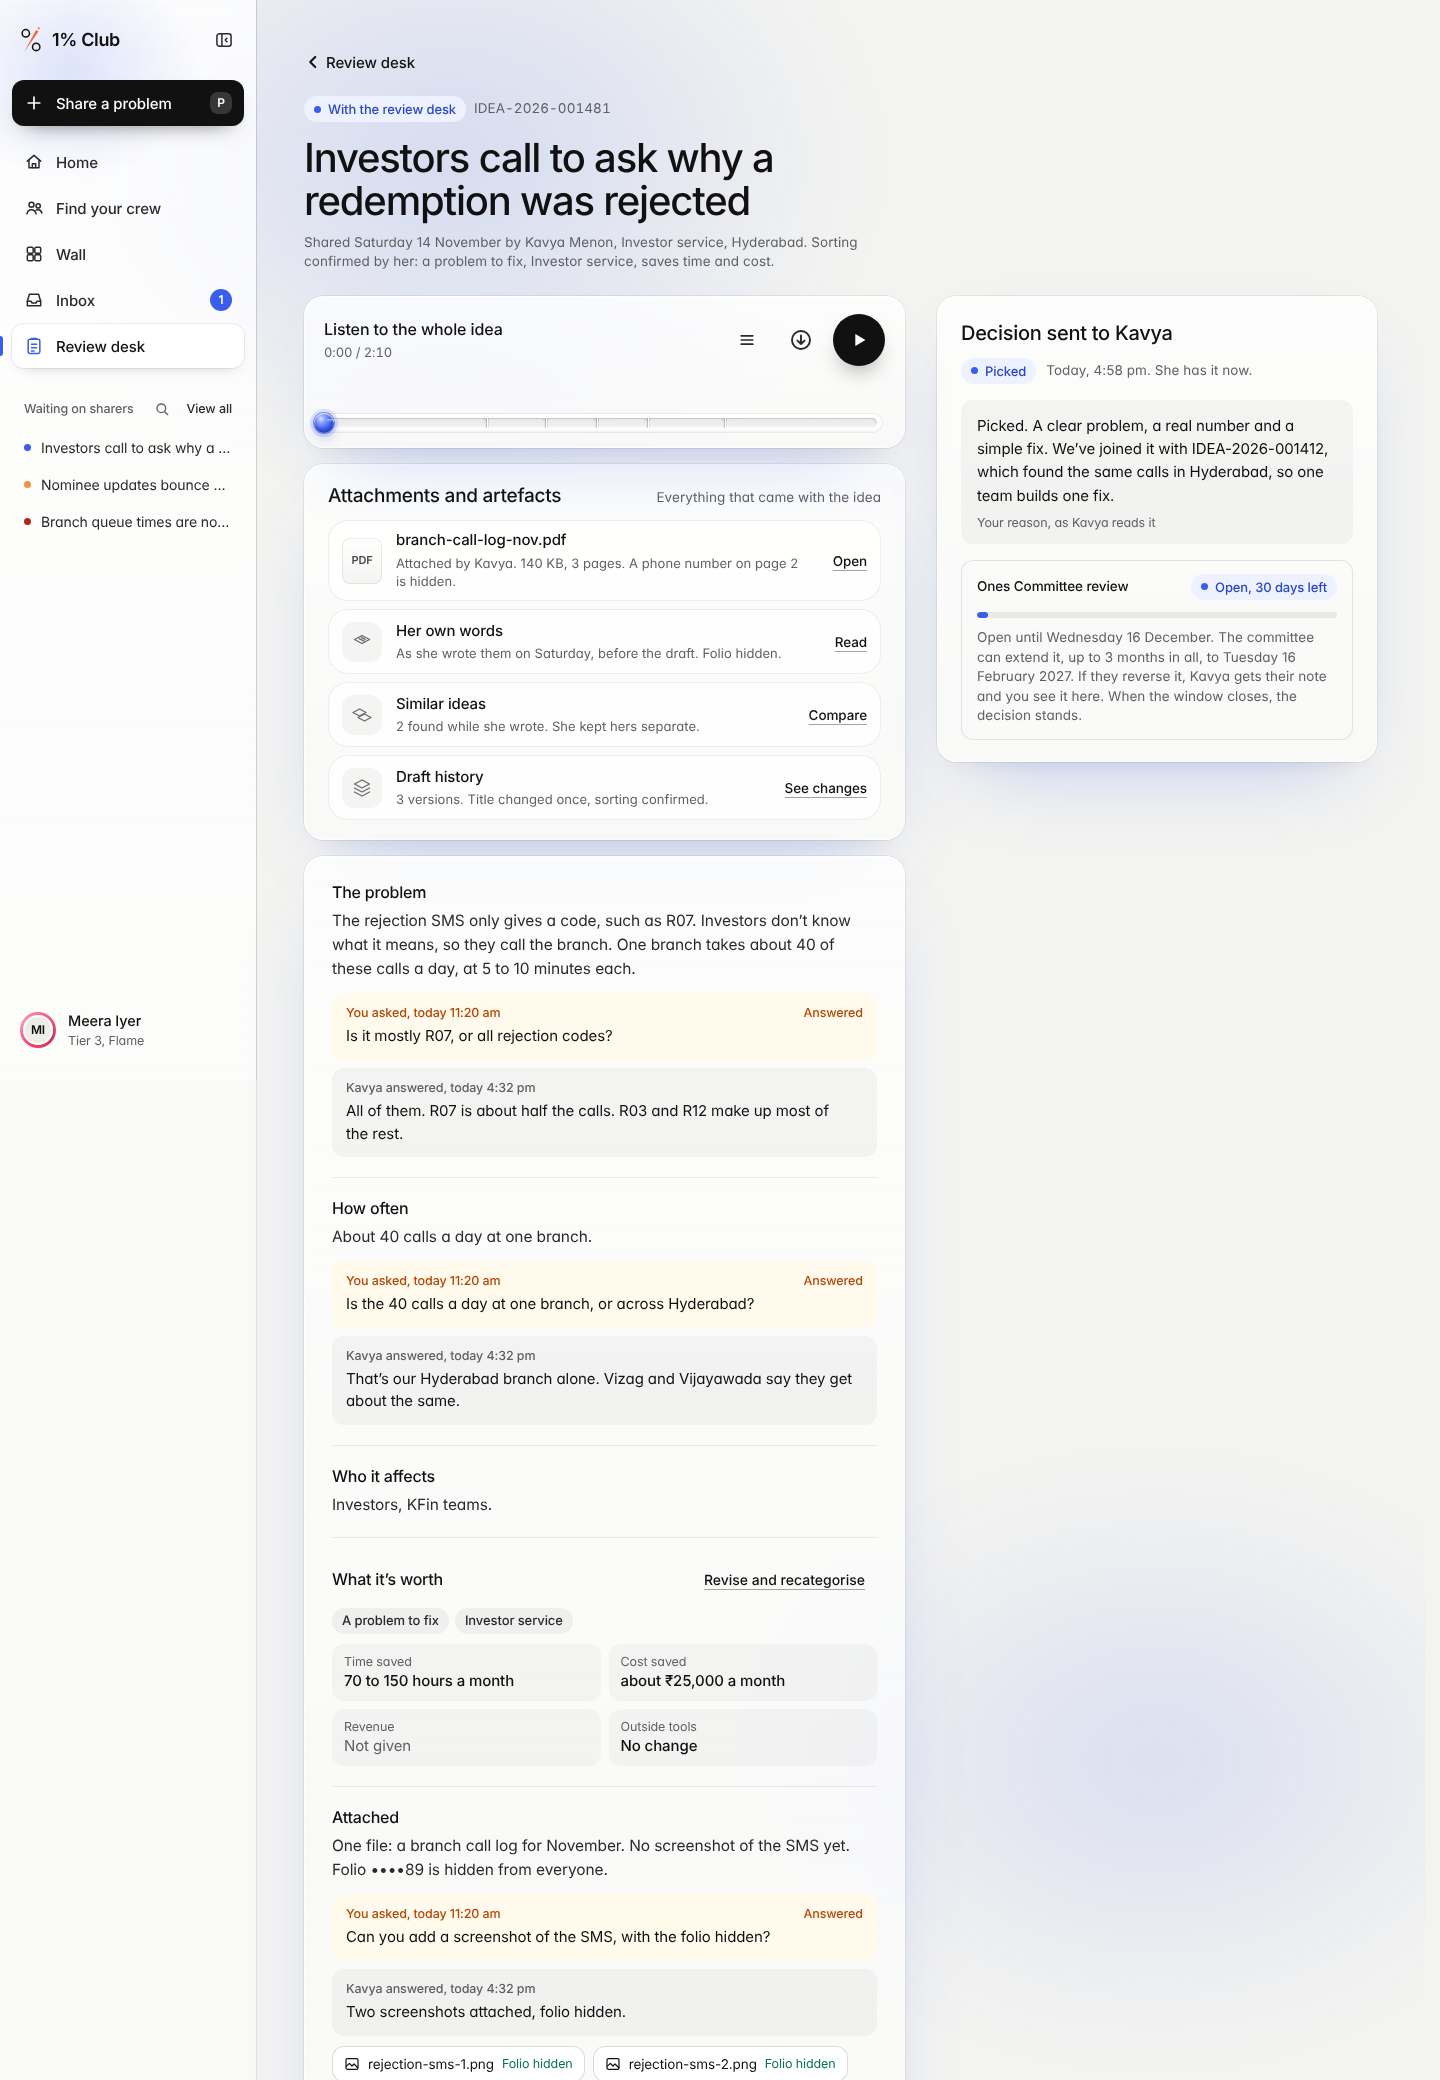 1% Club
Share a problem P
Home
Find your crew
Wall
Inbox 1
Review desk
Waiting on sharers View all
Investors call to ask why a ...
Nominee updates bounce ...
Branch queue times are no...
Meera Iyer
MI
Tier 3, Flame
Review desk
With the review desk IDEA-2026-001481
Investors call to ask why a
redemption was rejected
Shared Saturday 14 November by Kavya Menon, Investor service, Hyderabad. Sorting
confirmed by her: a problem to fix, Investor service, saves time and cost.
Listen to the whole idea
0:00 / 2:10
Attachments and artefacts Everything that came with the idea
PDF
branch-call-log-nov.pdf
Attached by Kavya. 140 KB, 3 pages. A phone number on page 2
is hidden.
Open
Her own words
As she wrote them on Saturday, before the draft. Folio hidden.
Read
Similar ideas
2 found while she wrote. She kept hers separate.
Compare
Draft history
3 versions. Title changed once, sorting confirmed.
See changes
The problem
The rejection SMS only gives a code, such as R07. Investors don’t know
what it means, so they call the branch. One branch takes about 40 of
these calls a day, at 5 to 10 minutes each.
You asked, today 11:20 am Answered
Is it mostly R07, or all rejection codes?
Kavya answered, today 4:32 pm
All of them. R07 is about half the calls. R03 and R12 make up most of
the rest.
How often
About 40 calls a day at one branch.
You asked, today 11:20 am Answered
Is the 40 calls a day at one branch, or across Hyderabad?
Kavya answered, today 4:32 pm
That’s our Hyderabad branch alone. Vizag and Vijayawada say they get
about the same.
Who it affects
Investors, KFin teams.
What it’s worth Revise and recategorise
A problem to fix Investor service
Time saved
70 to 150 hours a month
Cost saved
about ₹25,000 a month
Revenue
Not given
Outside tools
No change
Attached
One file: a branch call log for November. No screenshot of the SMS yet.
Folio ••••89 is hidden from everyone.
You asked, today 11:20 am Answered
Can you add a screenshot of the SMS, with the folio hidden?
Kavya answered, today 4:32 pm
Two screenshots attached, folio hidden.
rejection-sms-1.png Folio hidden
rejection-sms-2.png Folio hidden
Decision sent to Kavya
Picked Today, 4:58 pm. She has it now.
Picked. A clear problem, a real number and a
simple fix. We’ve joined it with IDEA-2026-001412,
which found the same calls in Hyderabad, so one
team builds one fix.
Your reason, as Kavya reads it
Ones Committee review Open, 30 days left
Open until Wednesday 16 December. The committee
can extend it, up to 3 months in all, to Tuesday 16
February 2027. If they reverse it, Kavya gets their note
and you see it here. When the window closes, the
decision stands.